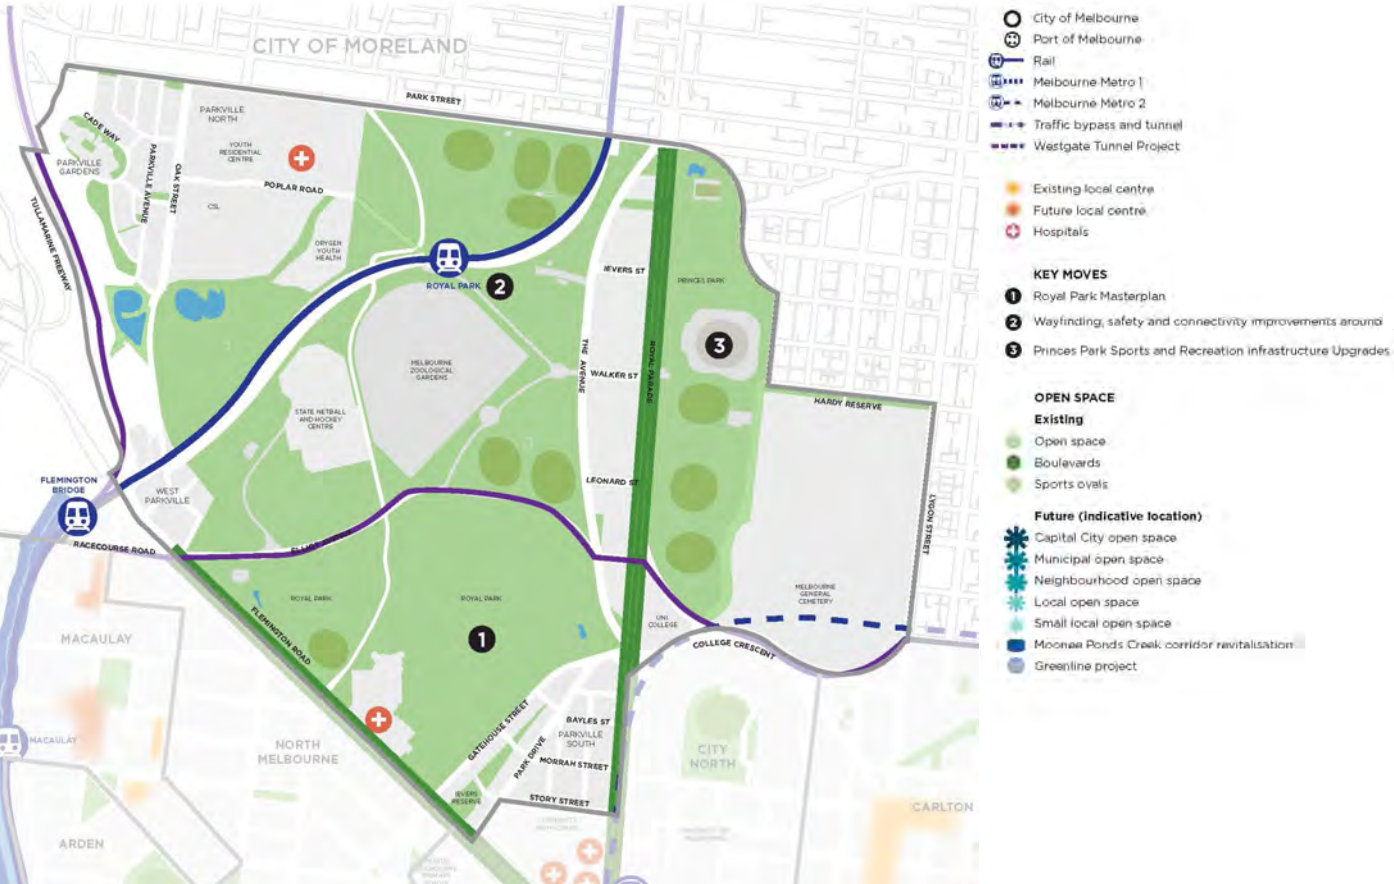 CITY OF MORELAND
PARK STREET
PARKVILLE
NORTH
CADE WAY
YOUTH
RESIDENTIAL
CENTRE
PARKVILLE
GARDENS
PARKVILLE AVENUE
OAK STREET
POPLAR ROAD
CSL
TULLAMARINE FREEWAY
ORYGEN
YOUTH
HEALTH
ROYAL PARK
2
IEVERS ST
PRINCES PARK
3
MELBOURNE
ZOOLOGICAL
GARDENS
THE AVENUE
ROYAL PARADE
WALKER ST
STATE NETBALL
AND HOCKEY
CENTRE
HARDY RESERVE
LEONARD ST
FLEMINGTON
BRIDGE
WEST
PARKVILLE
LYGON STREET
RACECOURSE ROAD
ROYAL PARK
ROYAL PARK
MELBOURNE
GENERAL
CEMETERY
UNI
COLLEGE
FLEMINGTON ROAD
1
COLLEGE CRESCENT
MACAULAY
GATEHOUSE STREET
BAYLES ST
PARKVILLE
SOUTH
PARK DRIVE
MORRAH STREET
MACAULAY
NORTH
MELBOURNE
CITY
NORTH
IEVERS
RESERVE
STORY STREET
CARLTON
ARDEN
City of Melbourne
Port of Melbourne
Rail
Melbourne Metro 1
Melbourne Metro 2
Traffic bypass and tunnel
Westgate Tunnel Project
Existing local centre
Future local centre
Hospitals
KEY MOVES
1 Royal Park Masterplan
2 Wayfinding, safety and connectivity improvements around
3 Princes Park Sports and Recreation infrastructure Upgrades
OPEN SPACE
Existing
Open space
Boulevards
Sports ovals
Future (indicative location)
Capital City open space
Municipal open space
Neighbourhood open space
Local open space
Small local open space
Moonee Ponds Creek corridor revitalisation
Greenline project